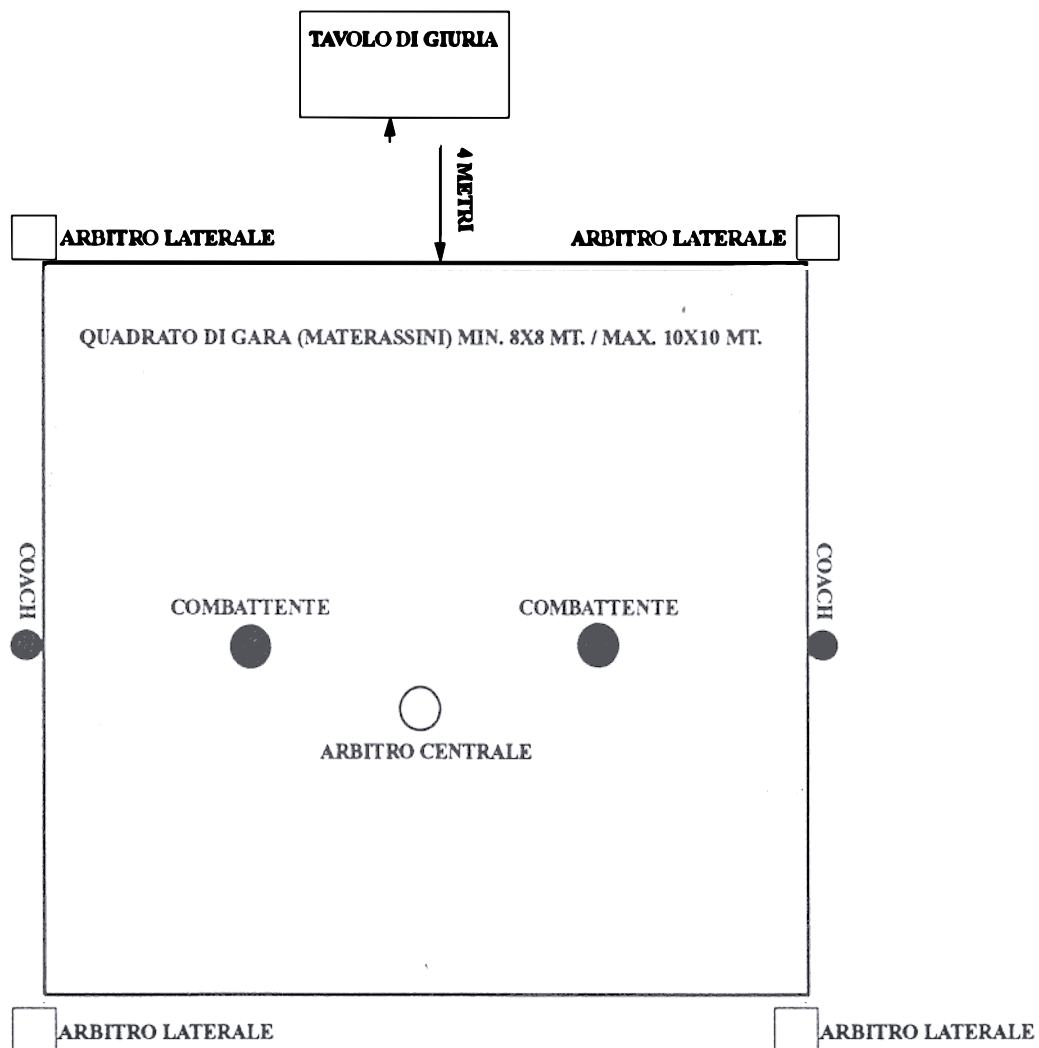 TAVOLO DI GIURIA
4 METRI
ARBITRO LATERALE
ARBITRO LATERALE
QUADRATO DI GARA (MATERASSINI) MIN. 8X8 MT. / MAX. 10X10 MT.
COACH
COACH
COMBATTENTE
COMBATTENTE
ARBITRO CENTRALE
ARBITRO LATERALE
ARBITRO LATERALE